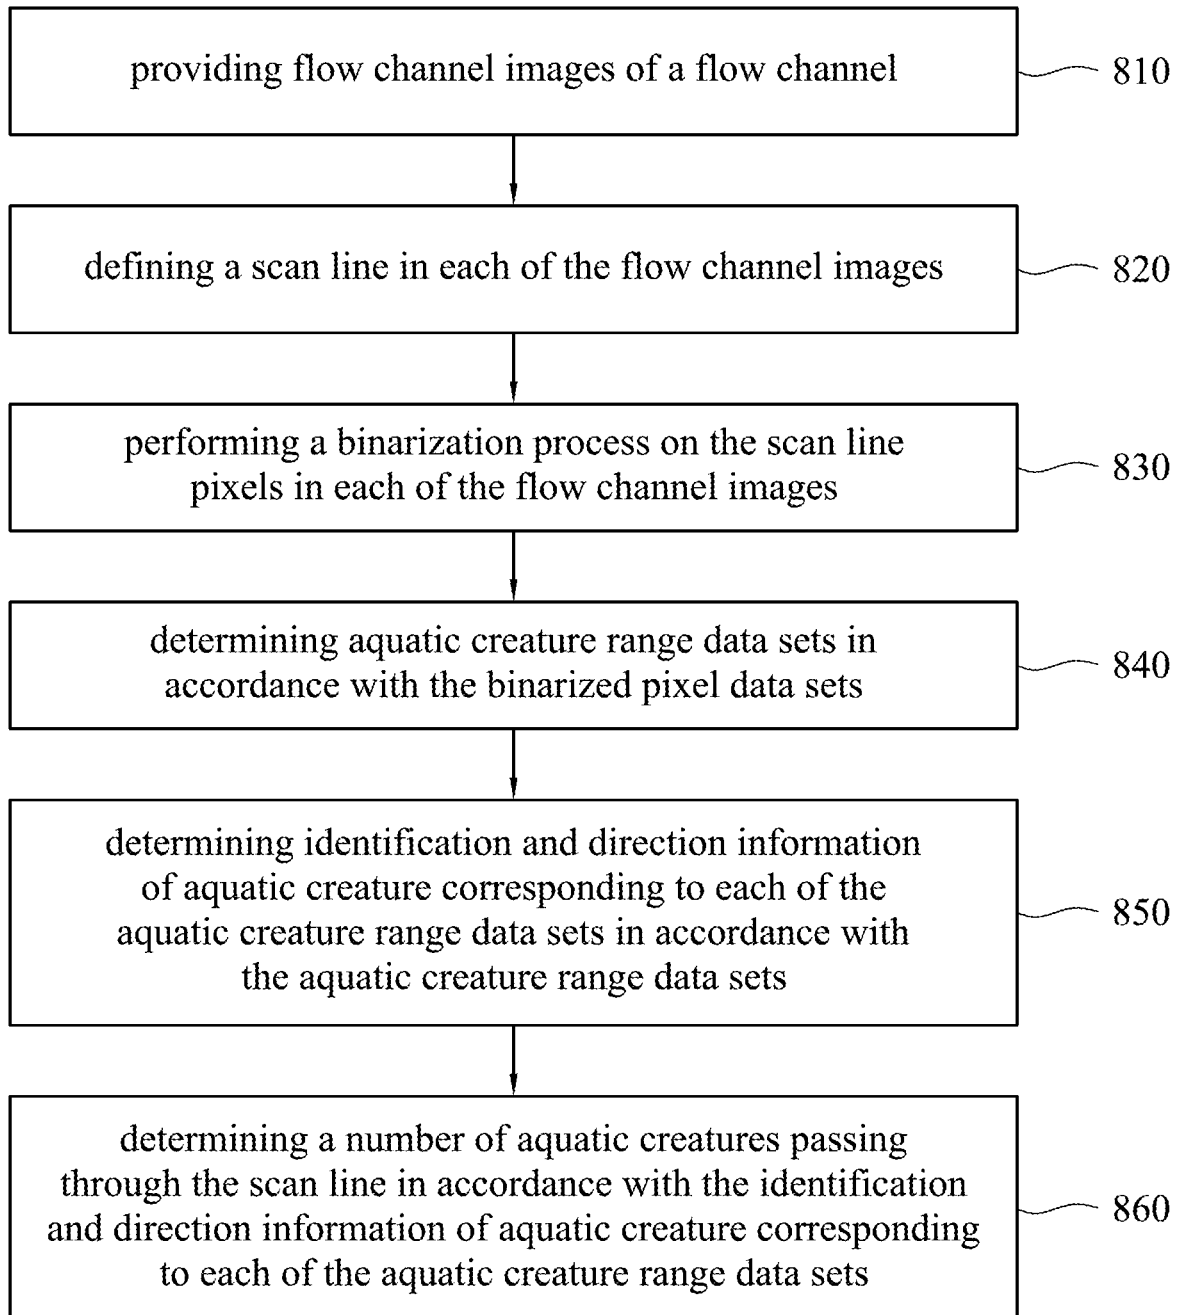 providing flow channel images of a flow channel
810
defining a scan line in each of the flow channel images
820
performing a binarization process on the scan line
pixels in each of the flow channel images
830
determining aquatic creature range data sets in
accordance with the binarized pixel data sets
840
determining identification and direction information
of aquatic creature corresponding to each of the
aquatic creature range data sets in accordance with
the aquatic creature range data sets
850
determining a number of aquatic creatures passing
through the scan line in accordance with the identification
and direction information of aquatic creature corresponding
to each of the aquatic creature range data sets
860